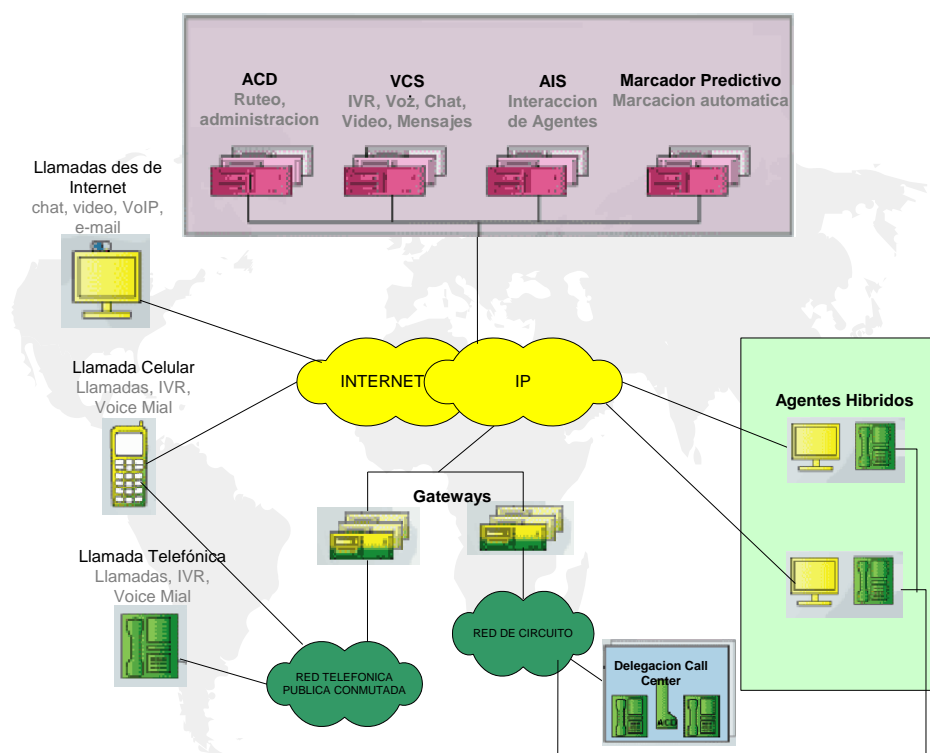 ACD
Ruteo,
administracion
VCS
IVR, Voz, Chat,
Video, Mensajes
AIS
Interaccion
de Agentes
Marcador Predictivo
Marcacion automatica
Llamadas des de
Internet
chat, video, VoIP,
e-mail
INTERNET
IP
Llamada Celular
Llamadas, IVR,
Voice Mial
Agentes Hibridos
Gateways
Llamada Telefónica
Llamadas, IVR,
Voice Mial
RED TELEFONICA
PUBLICA CONMUTADA
RED DE CIRCUITO
Delegacion Call
Center
ACD